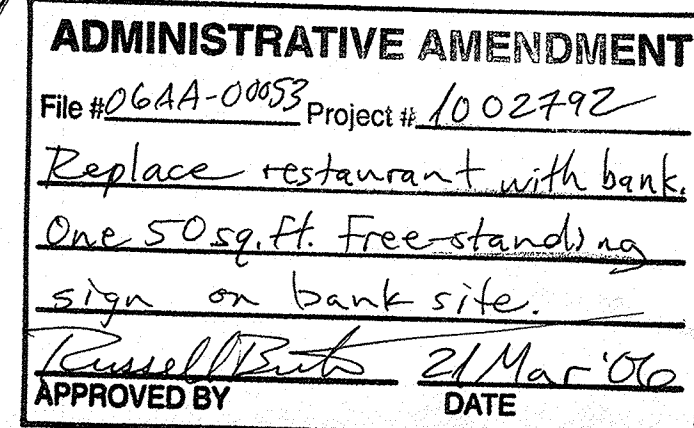 ADMINISTRATIVE AMENDMENT
File #06AA-00053 Project # 1002792
Replace restaurant with bank.
One 50 sq.ft. free-standing
sign on bank site.
Russell 21 Mar '06
APPROVED BY DATE